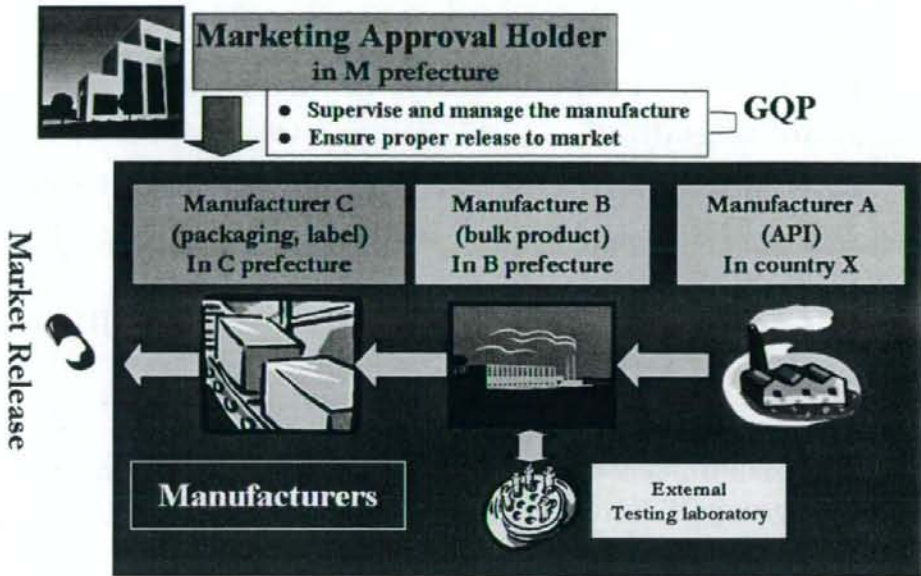 Marketing Approval Holder
in M prefecture
● Supervise and manage the manufacture
● Ensure proper release to market
GQP
Manufacturer C
(packaging, label)
In C prefecture
Manufacture B
(bulk product)
In B prefecture
Manufacturer A
(API)
In country X
Market Release
Manufacturers
External
Testing laboratory